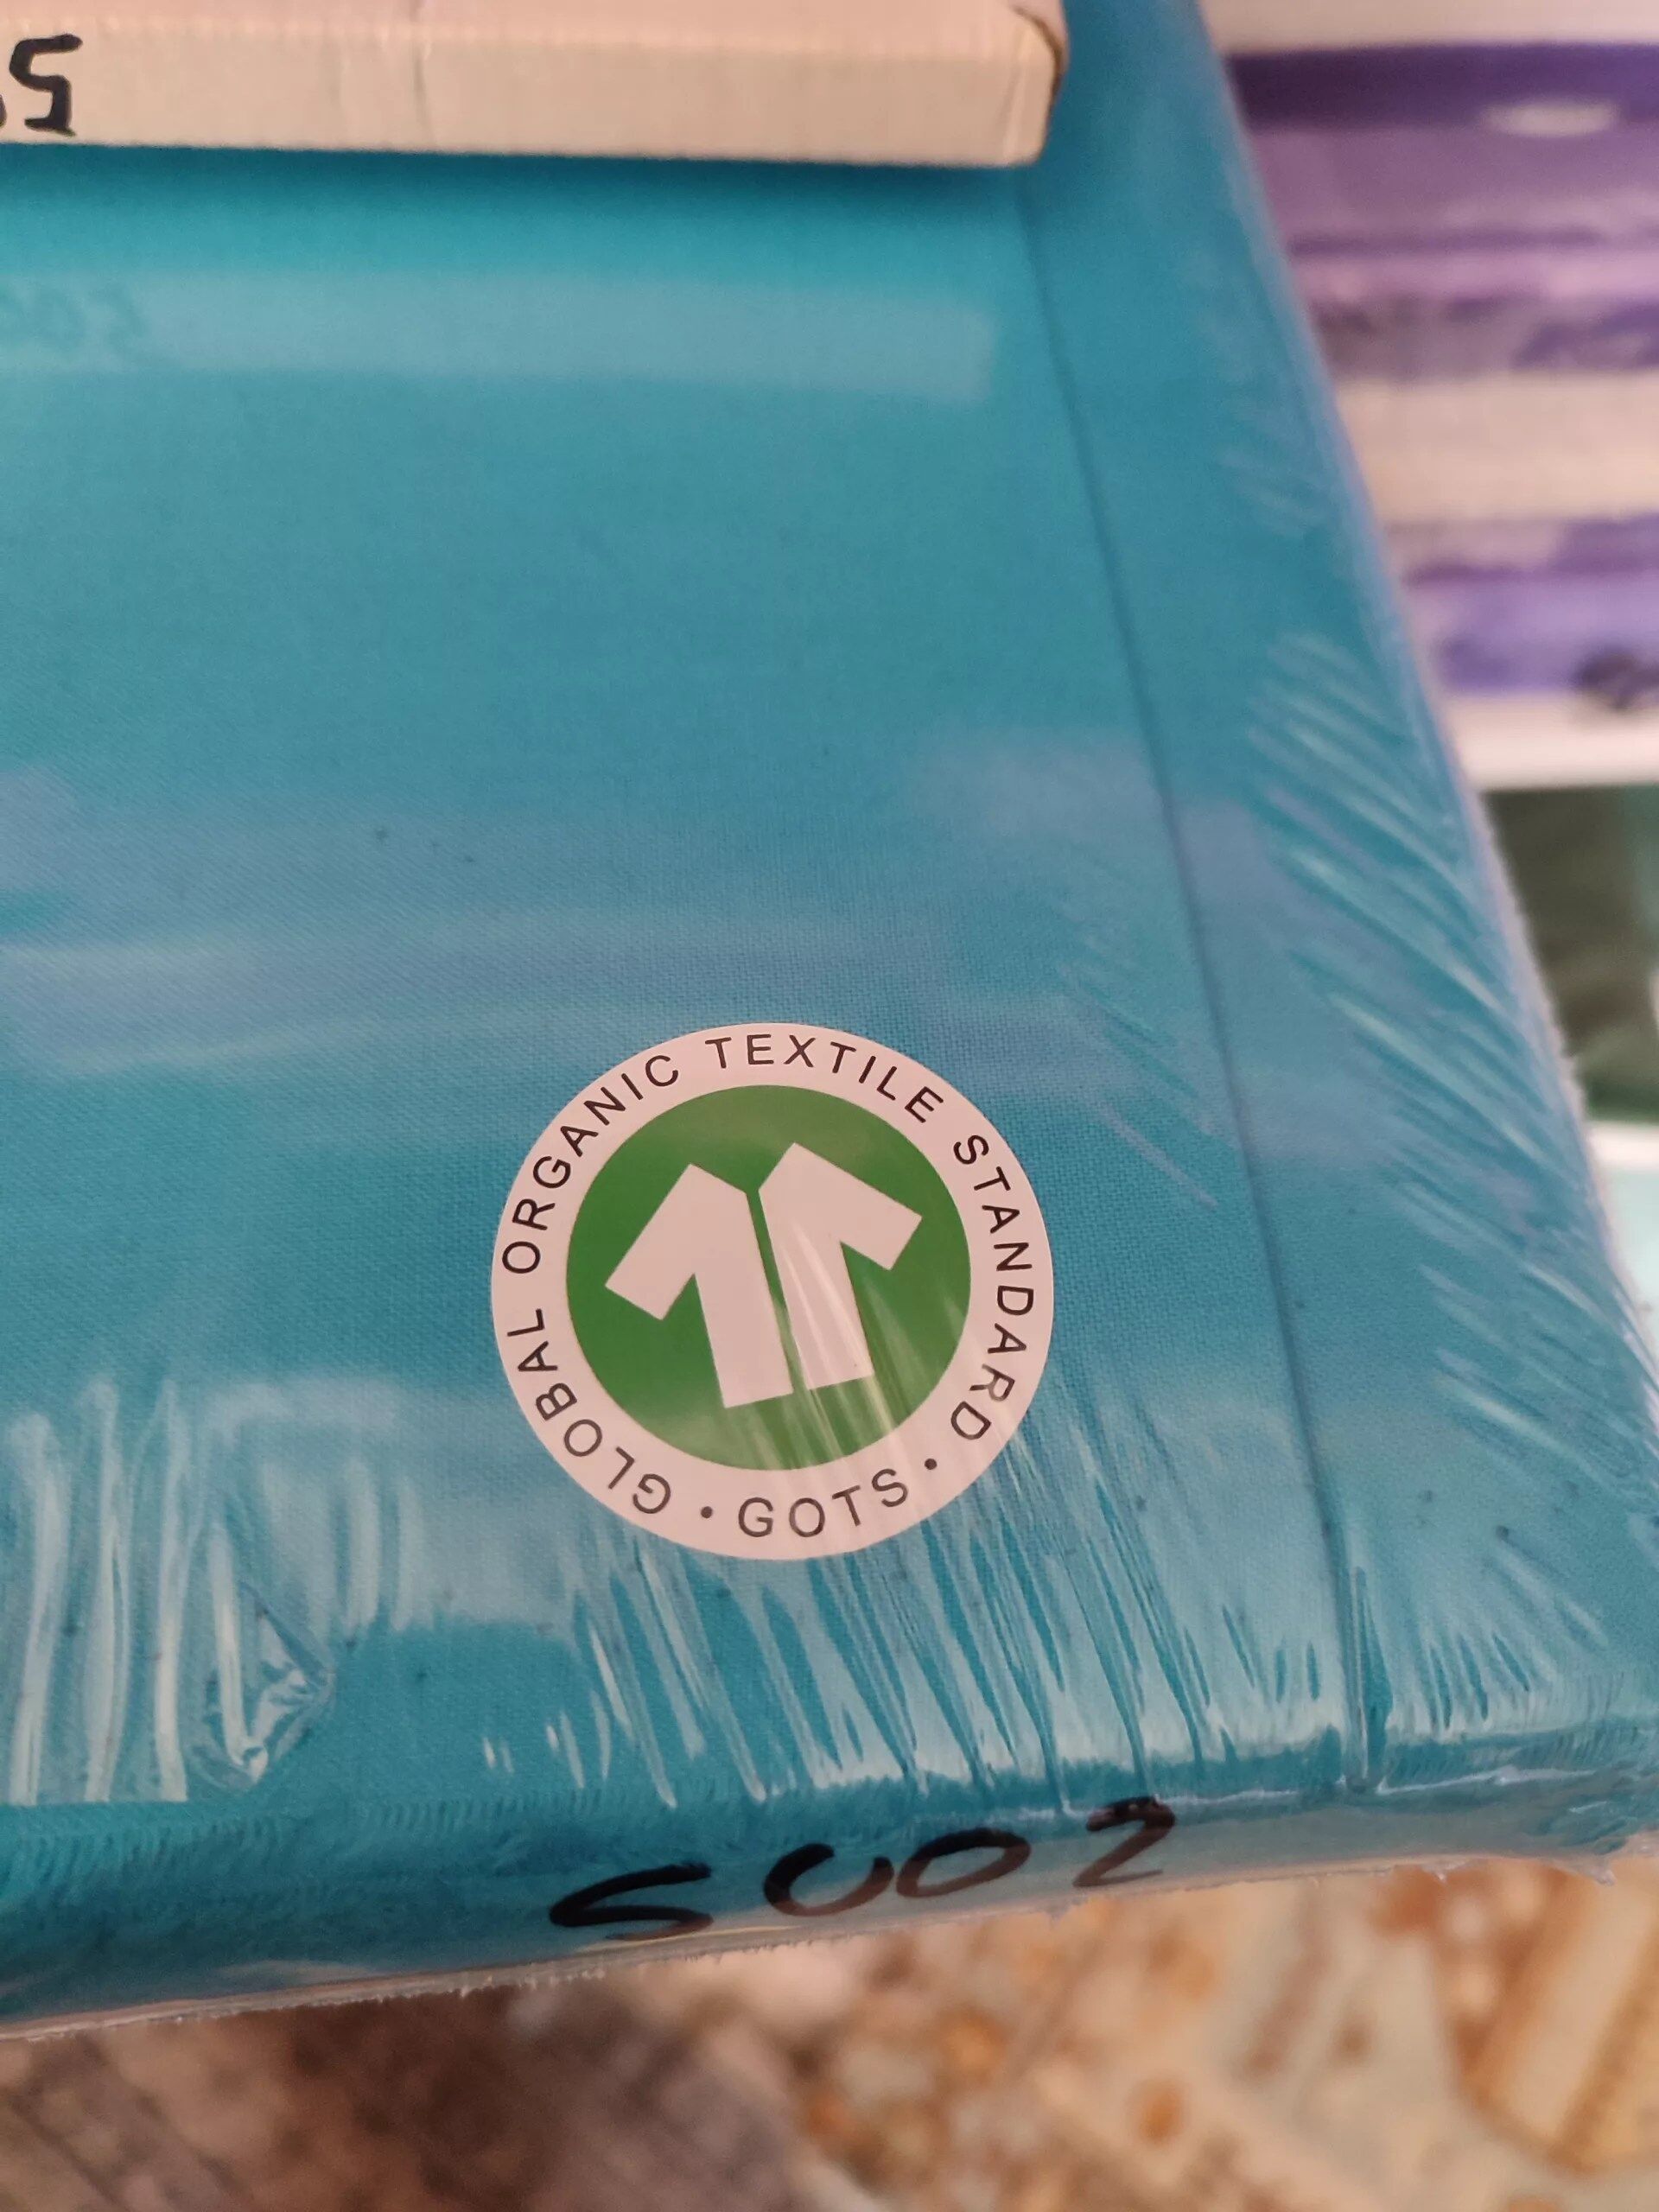 GLOBAL ORGANIC TEXTILE STANDARD
• GOTS •
S002